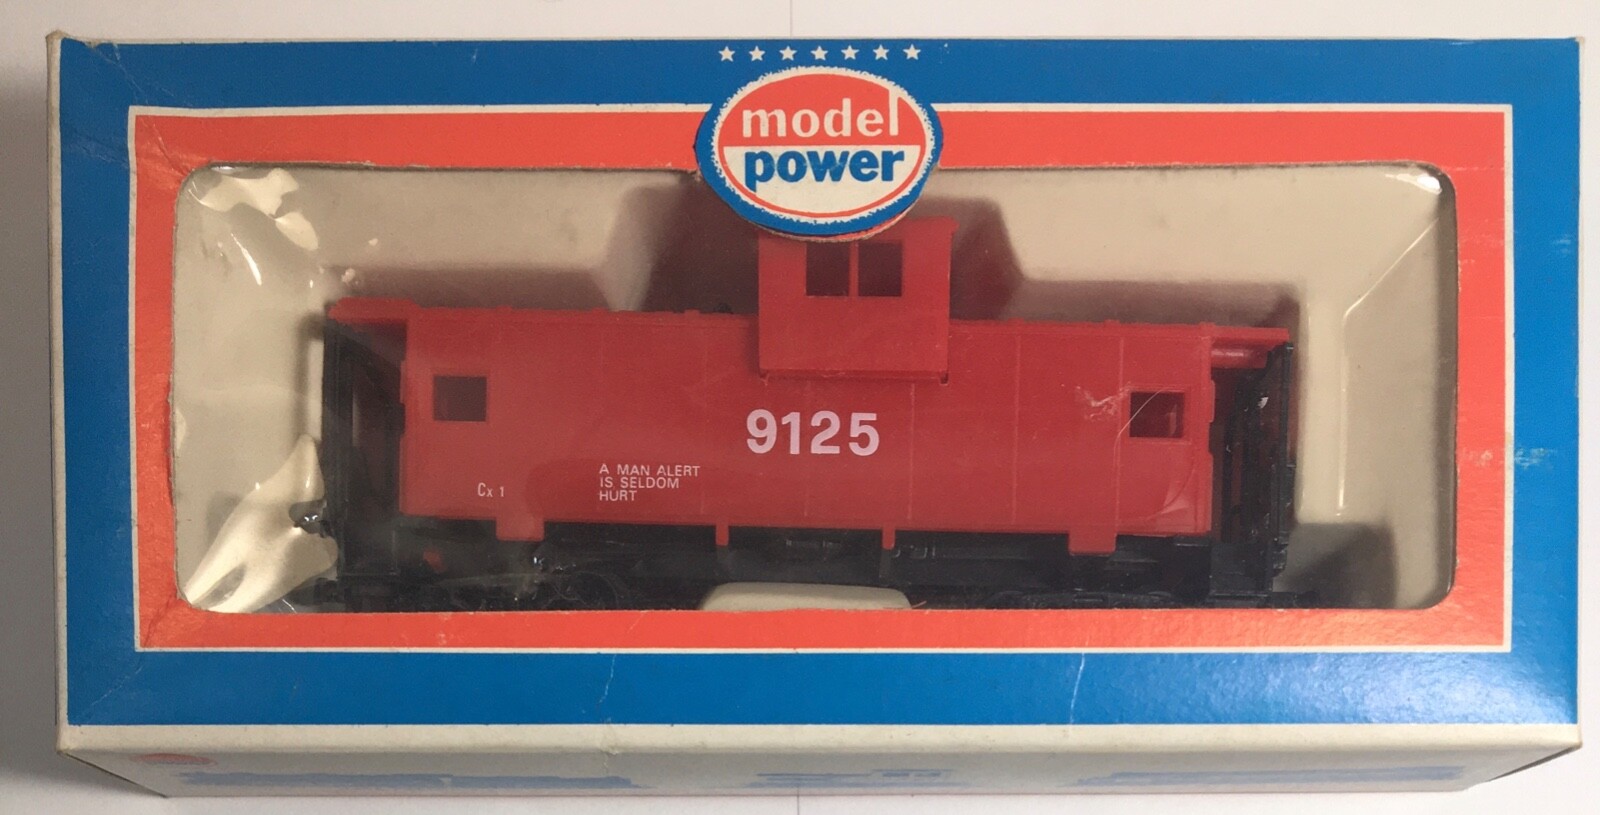 model
power
9125
A MAN ALERT
IS SELDOM
HURT
Cx 1